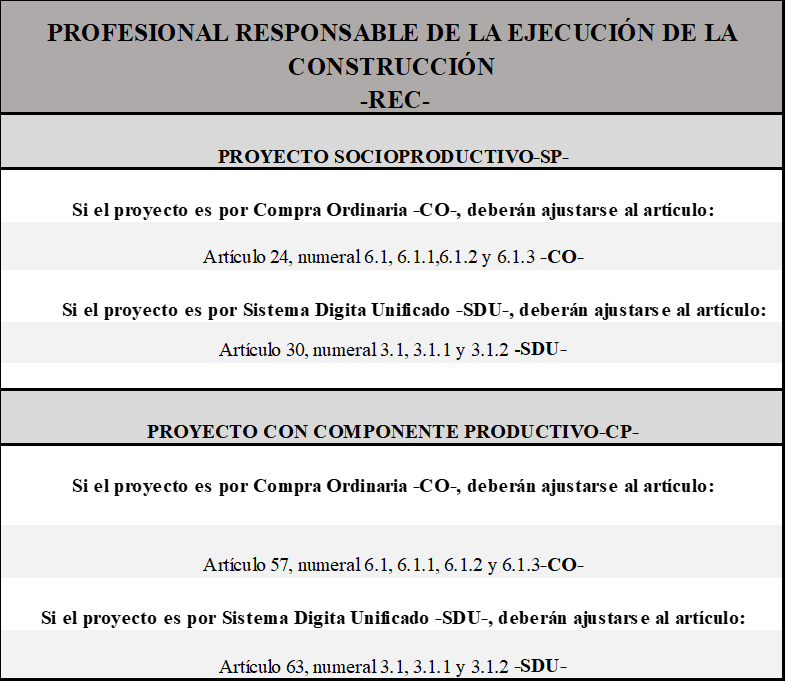 PROFESIONAL RESPONSABLE DE LA EJECUCIÓN DE LA
CONSTRUCCIÓN
-REC-
PROYECTO SOCIOPRODUCTIVO-SP-
Si el proyecto es por Compra Ordinaria -CO-, deberán ajustarse al artículo:
Artículo 24, numeral 6.1, 6.1.1,6.1.2 y 6.1.3 -CO-
Si el proyecto es por Sistema Digita Unificado -SDU-, deberán ajustarse al artículo:
Artículo 30, numeral 3.1, 3.1.1 y 3.1.2 -SDU-
PROYECTO CON COMPONENTE PRODUCTIVO-CP-
Si el proyecto es por Compra Ordinaria -CO-, deberán ajustarse al artículo:
Artículo 57, numeral 6.1, 6.1.1, 6.1.2 y 6.1.3-CO-
Si el proyecto es por Sistema Digita Unificado -SDU-, deberán ajustarse al artículo:
Artículo 63, numeral 3.1, 3.1.1 y 3.1.2 -SDU-